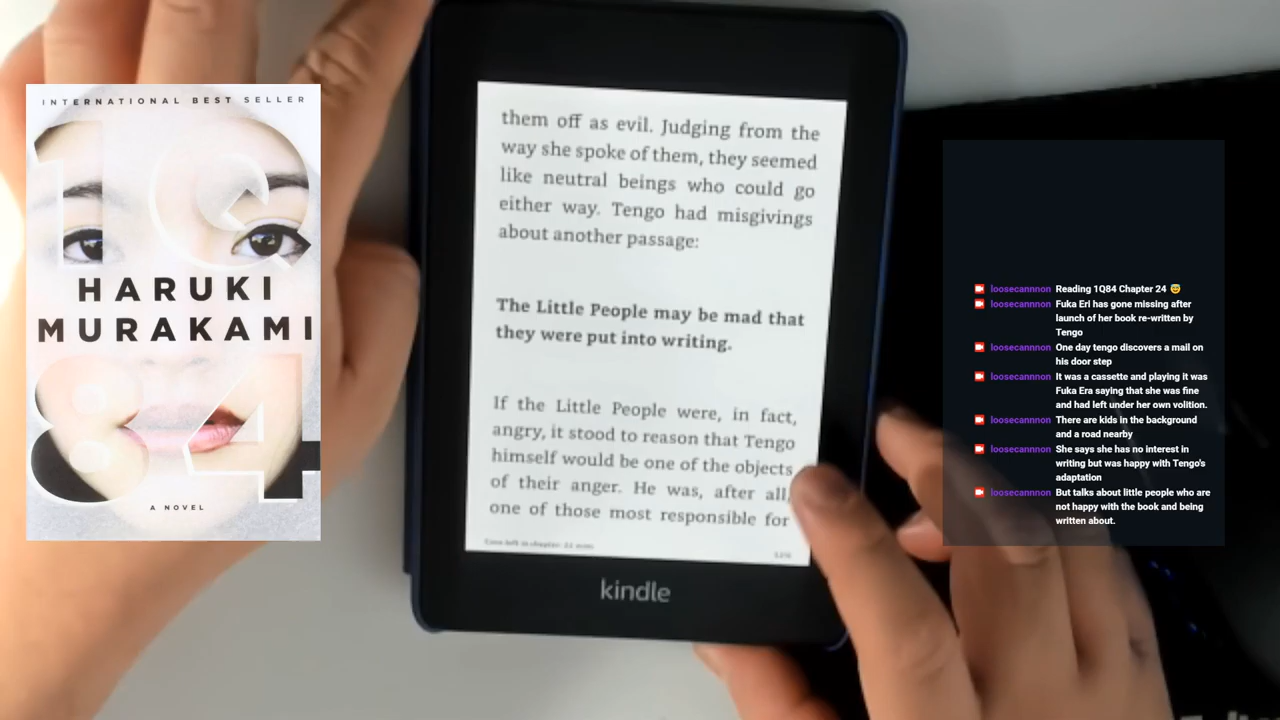 INTERNATIONAL BEST SELLER
1Q
HARUKI
MURAKAMI
84
A NOVEL
them off as evil. Judging from the
way she spoke of them, they seemed
like neutral beings who could go
either way. Tengo had misgivings
about another passage:
The Little People may be mad that
they were put into writing.
If the Little People were, in fact,
angry, it stood to reason that Tengo
himself would be one of the objects
of their anger. He was, after all,
one of those most responsible for
kindle
loosecannnon Reading 1Q84 Chapter 24 😇
loosecannnon Fuka Eri has gone missing after
launch of her book re-written by
Tengo
loosecannnon One day tengo discovers a mail on
his door step
loosecannnon It was a cassette and playing it was
Fuka Era saying that she was fine
and had left under her own volition.
loosecannnon There are kids in the background
and a road nearby
loosecannnon She says she has no interest in
writing but was happy with Tengo's
adaptation
loosecannnon But talks about little people who are
not happy with the book and being
written about.